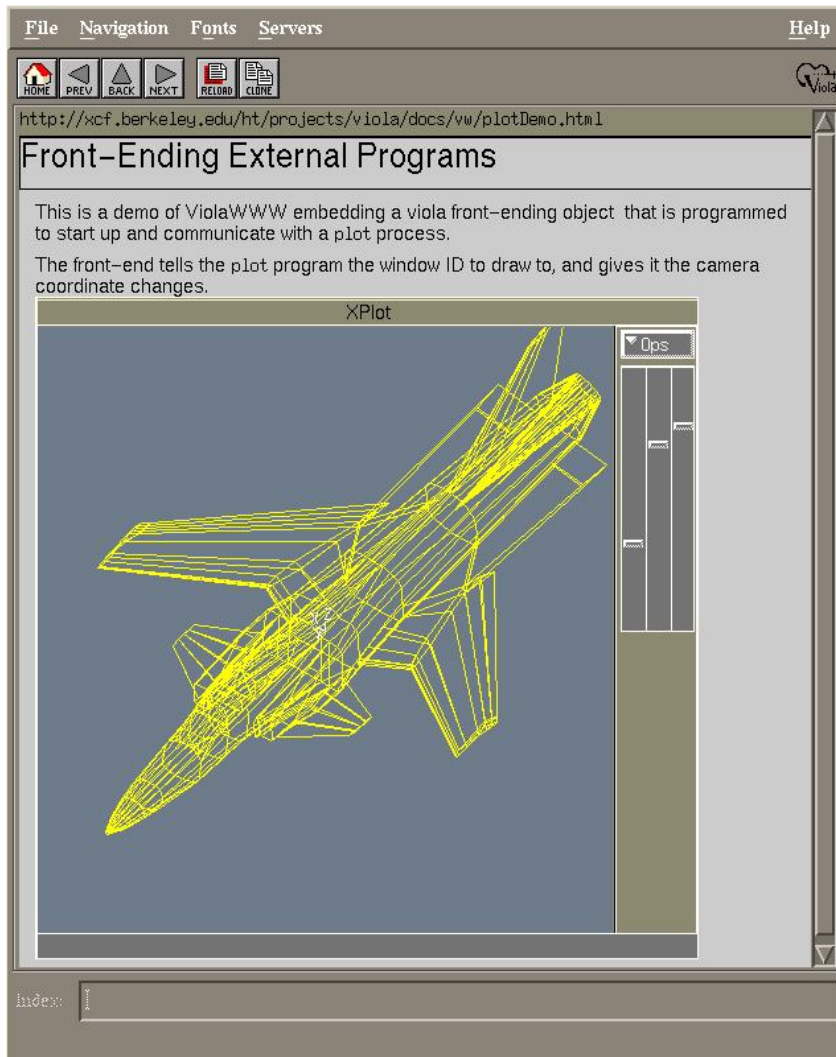 File Navigation Fonts Servers Help
HOME PREV BACK NEXT RELOAD CLONE Viola
http://xcf.berkeley.edu/ht/projects/viola/docs/vw/plotDemo.html
Front-Ending External Programs
This is a demo of ViolaWWW embedding a viola front-ending object that is programmed
to start up and communicate with a plot process.
The front-end tells the plot program the window ID to draw to, and gives it the camera
coordinate changes.
XPlot
Ops
Index: